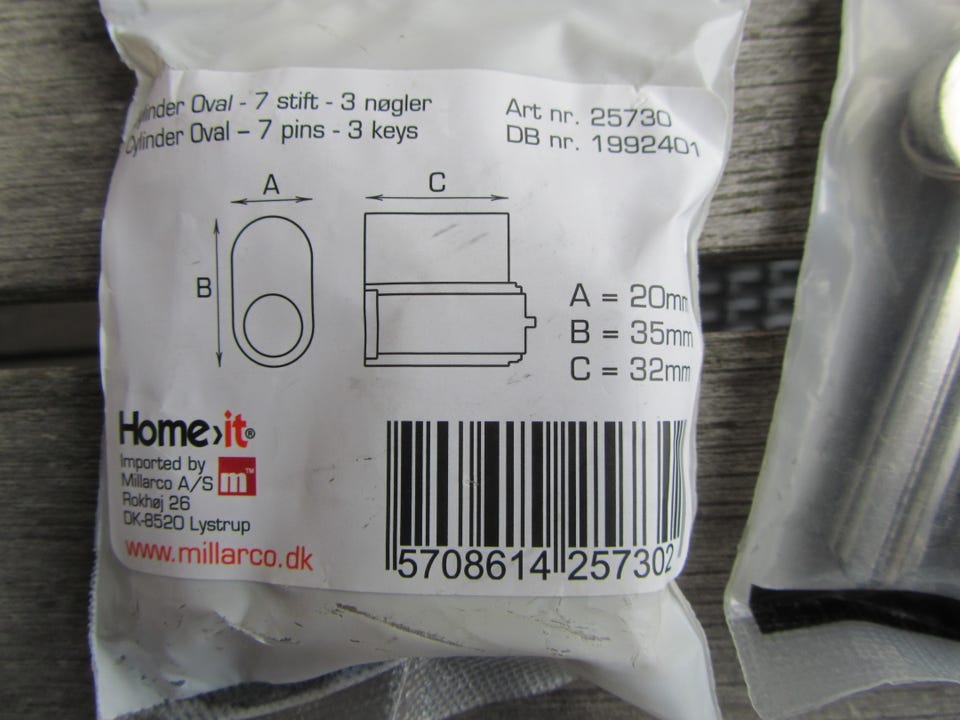 Cylinder Oval - 7 stift - 3 nøgler
Cylinder Oval – 7 pins - 3 keys
Art nr. 25730
DB nr. 1992401
A
C
B
A = 20mm
B = 35mm
C = 32mm
Home›it®
Imported by
Millarco A/S
m™
Rokhøj 26
DK-8520 Lystrup
www.millarco.dk
5708614 257302